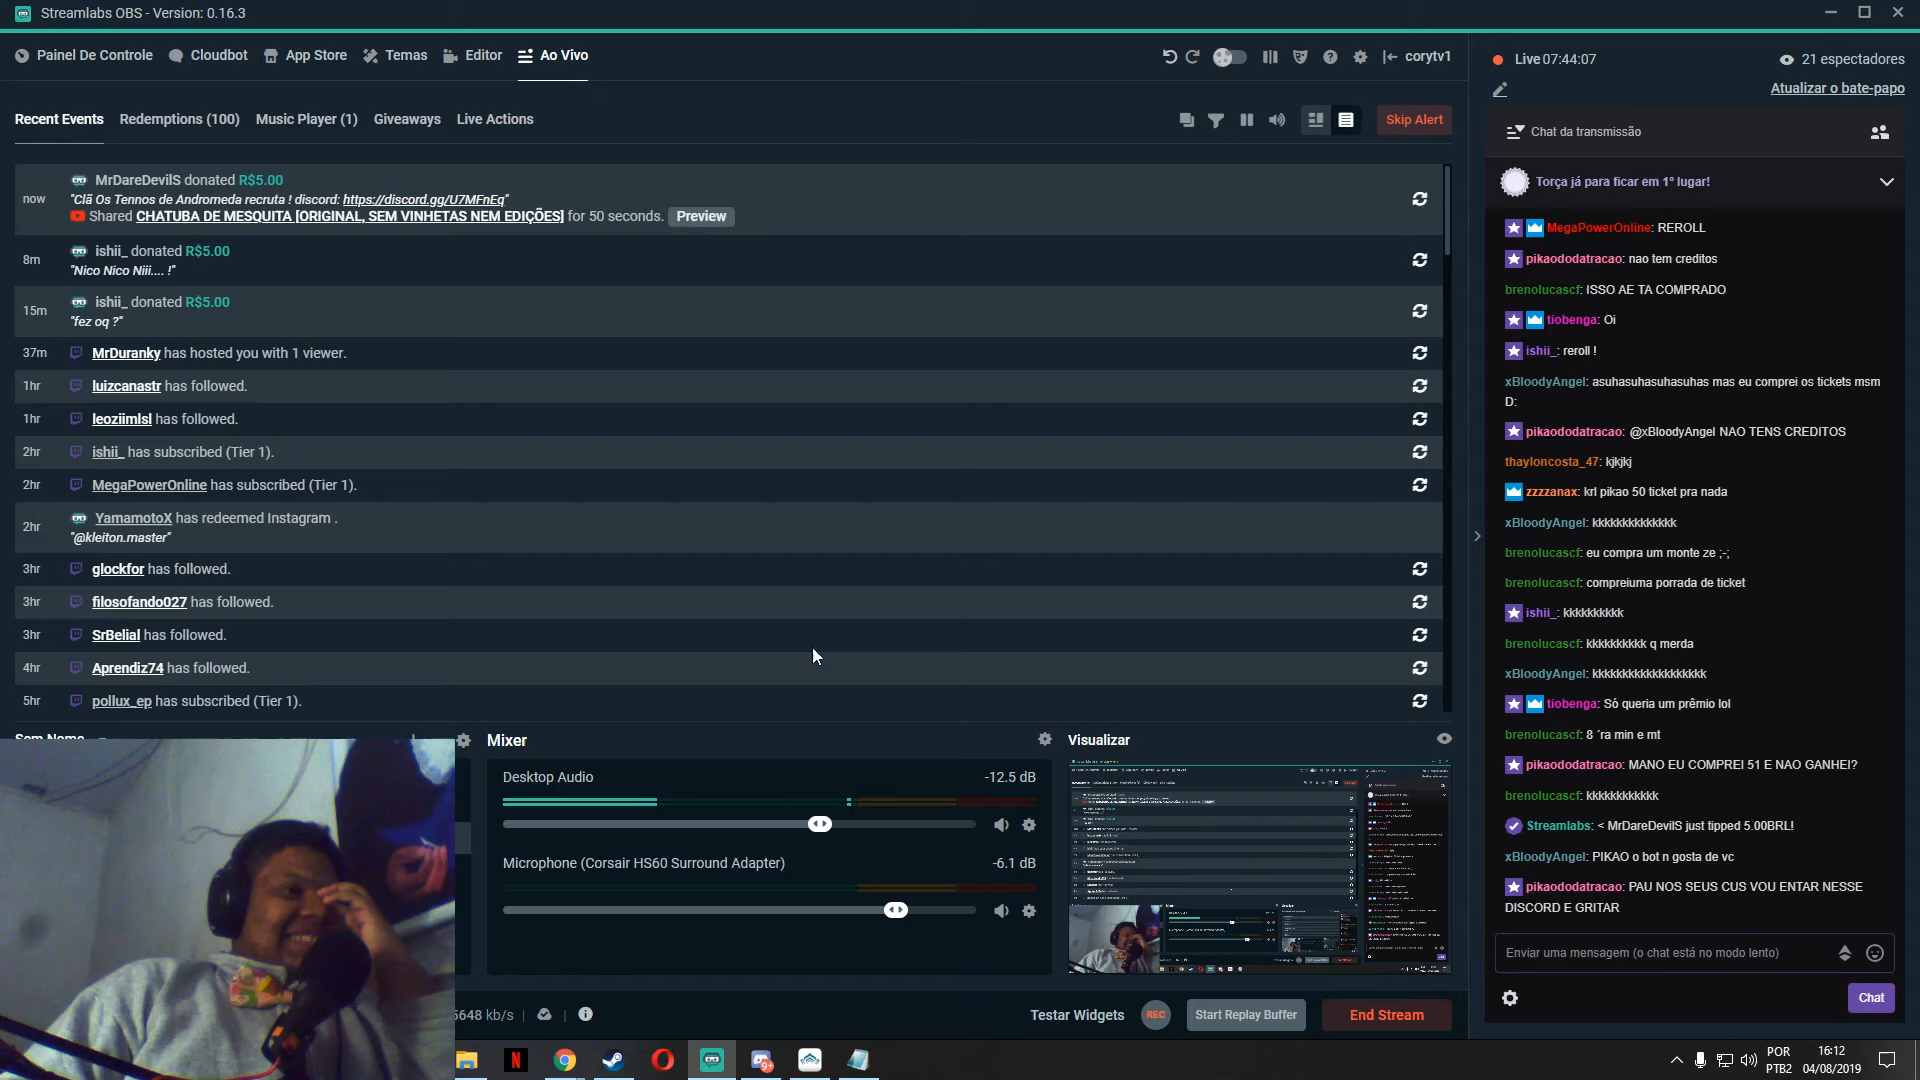 Streamlabs OBS - Version: 0.16.3
Painel De Controle Cloudbot App Store Temas Editor Ao Vivo
corytv1
Live 07:44:07
21 espectadores
Atualizar o bate-papo
Recent Events Redemptions (100) Music Player (1) Giveaways Live Actions
Skip Alert
now
MrDareDevilS donated R$5.00
"Clã Os Tennos de Andromeda recruta ! discord: https://discord.gg/U7MFnEq"
Shared CHATUBA DE MESQUITA [ORIGINAL, SEM VINHETAS NEM EDIÇÕES] for 50 seconds. Preview
8m
ishii_ donated R$5.00
"Nico Nico Niii.... !"
15m
ishii_ donated R$5.00
"fez oq ?"
37m MrDuranky has hosted you with 1 viewer.
1hr luizcanastr has followed.
1hr leoziimlsl has followed.
2hr ishii_ has subscribed (Tier 1).
2hr MegaPowerOnline has subscribed (Tier 1).
2hr
YamamotoX has redeemed Instagram .
"@kleiton.master"
3hr glockfor has followed.
3hr filosofando027 has followed.
3hr SrBelial has followed.
4hr Aprendiz74 has followed.
5hr pollux_ep has subscribed (Tier 1).
Mixer
Desktop Audio -12.5 dB
Microphone (Corsair HS60 Surround Adapter) -6.1 dB
Visualizar
5648 kb/s
Testar Widgets
REC
Start Replay Buffer
End Stream
Chat da transmissão
Torça já para ficar em 1º lugar!
MegaPowerOnline: REROLL
pikaododatracao: nao tem creditos
brenolucascf: ISSO AE TA COMPRADO
tiobenga: Oi
ishii_: reroll !
xBloodyAngel: asuhasuhasuhasuhas mas eu comprei os tickets msm
D:
pikaododatracao: @xBloodyAngel NAO TENS CREDITOS
thayloncosta_47: kjkjkj
zzzzanax: krl pikao 50 ticket pra nada
xBloodyAngel: kkkkkkkkkkkkkk
brenolucascf: eu compra um monte ze ;-;
brenolucascf: compreiuma porrada de ticket
ishii_: kkkkkkkkkk
brenolucascf: kkkkkkkkkk q merda
xBloodyAngel: kkkkkkkkkkkkkkkkkkk
tiobenga: Só queria um prêmio lol
brenolucascf: 8 ´ra min e mt
pikaododatracao: MANO EU COMPREI 51 E NAO GANHEI?
brenolucascf: kkkkkkkkkkkk
Streamlabs: < MrDareDevilS just tipped 5.00BRL!
xBloodyAngel: PIKAO o bot n gosta de vc
pikaododatracao: PAU NOS SEUS CUS VOU ENTAR NESSE
DISCORD E GRITAR
Enviar uma mensagem (o chat está no modo lento)
Chat
9+
POR
PTB2
16:12
04/08/2019